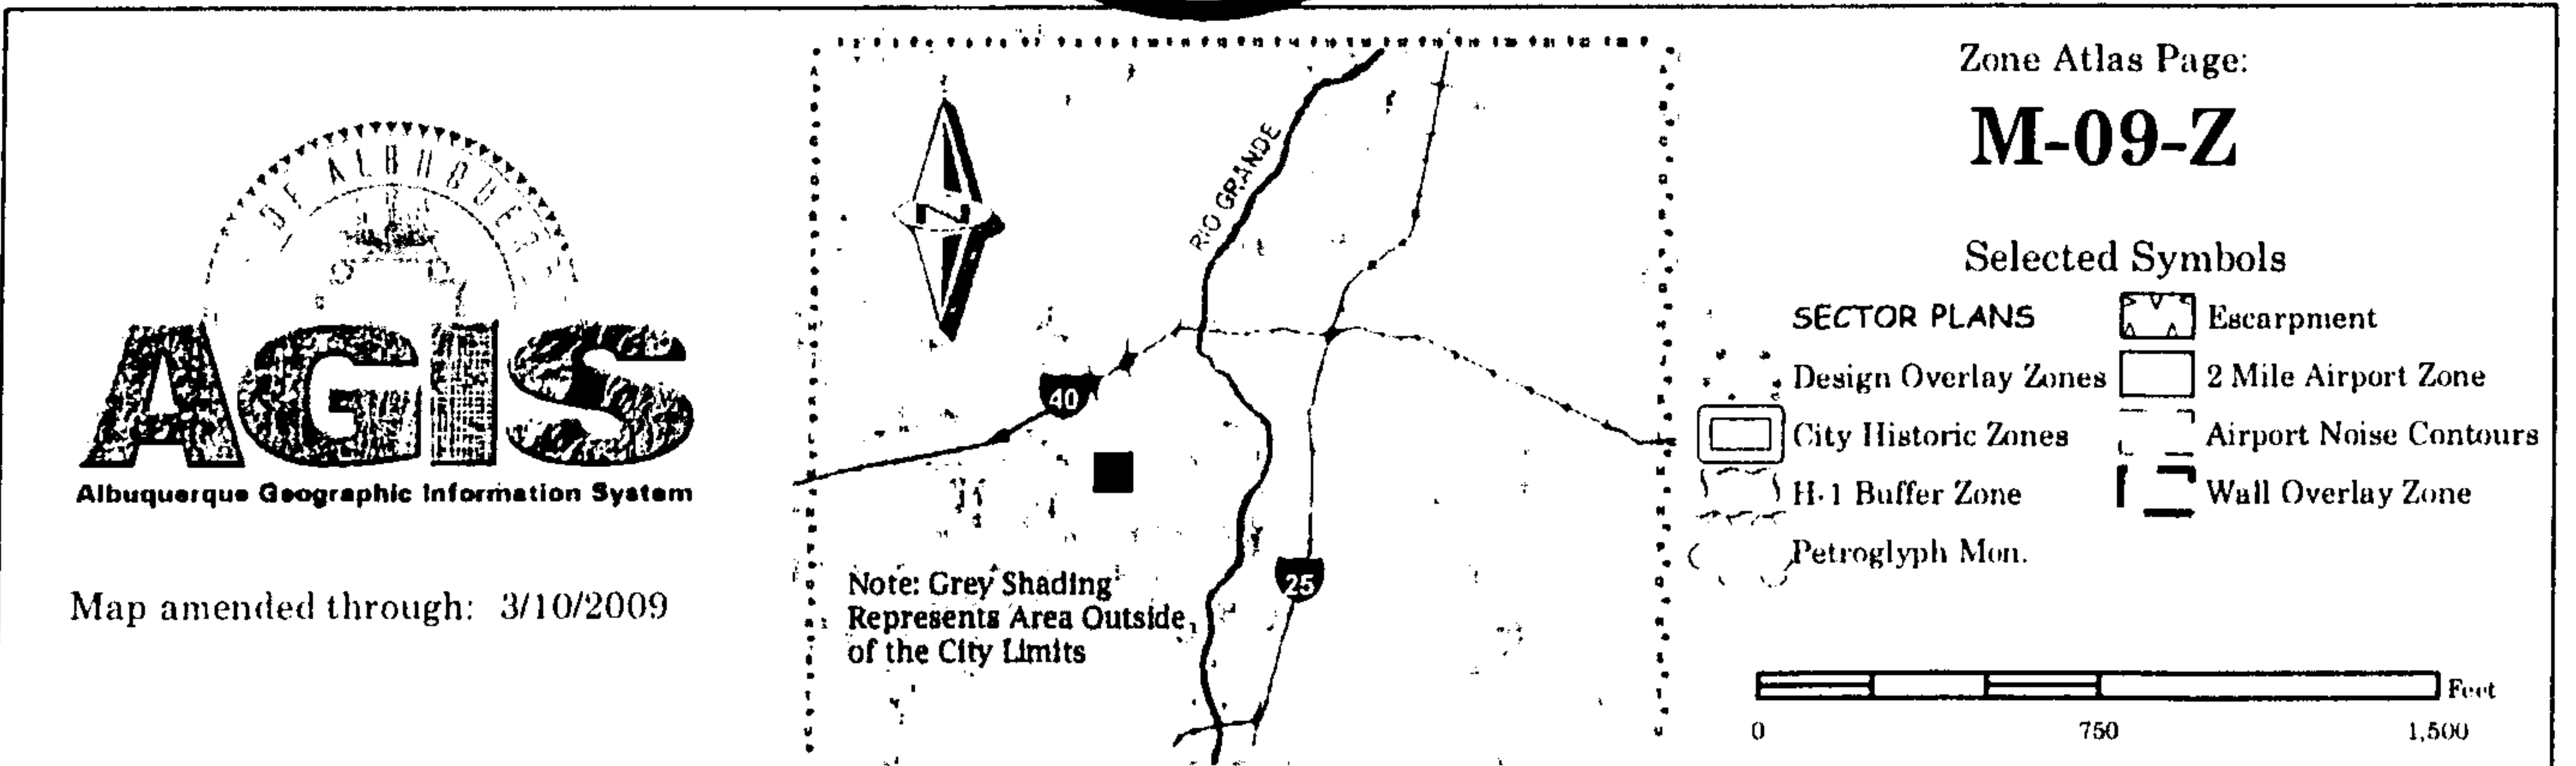 DE ALBUQUER
AGIS
Albuquerque Geographic Information System
Map amended through: 3/10/2009
N
RIO GRANDE
40
25
Note: Grey Shading
Represents Area Outside
of the City Limits
Zone Atlas Page:
M-09-Z
Selected Symbols
SECTOR PLANS
Escarpment
Design Overlay Zones
2 Mile Airport Zone
City Historic Zones
Airport Noise Contours
H-1 Buffer Zone
Wall Overlay Zone
Petroglyph Mon.
Feet
0 750 1,500